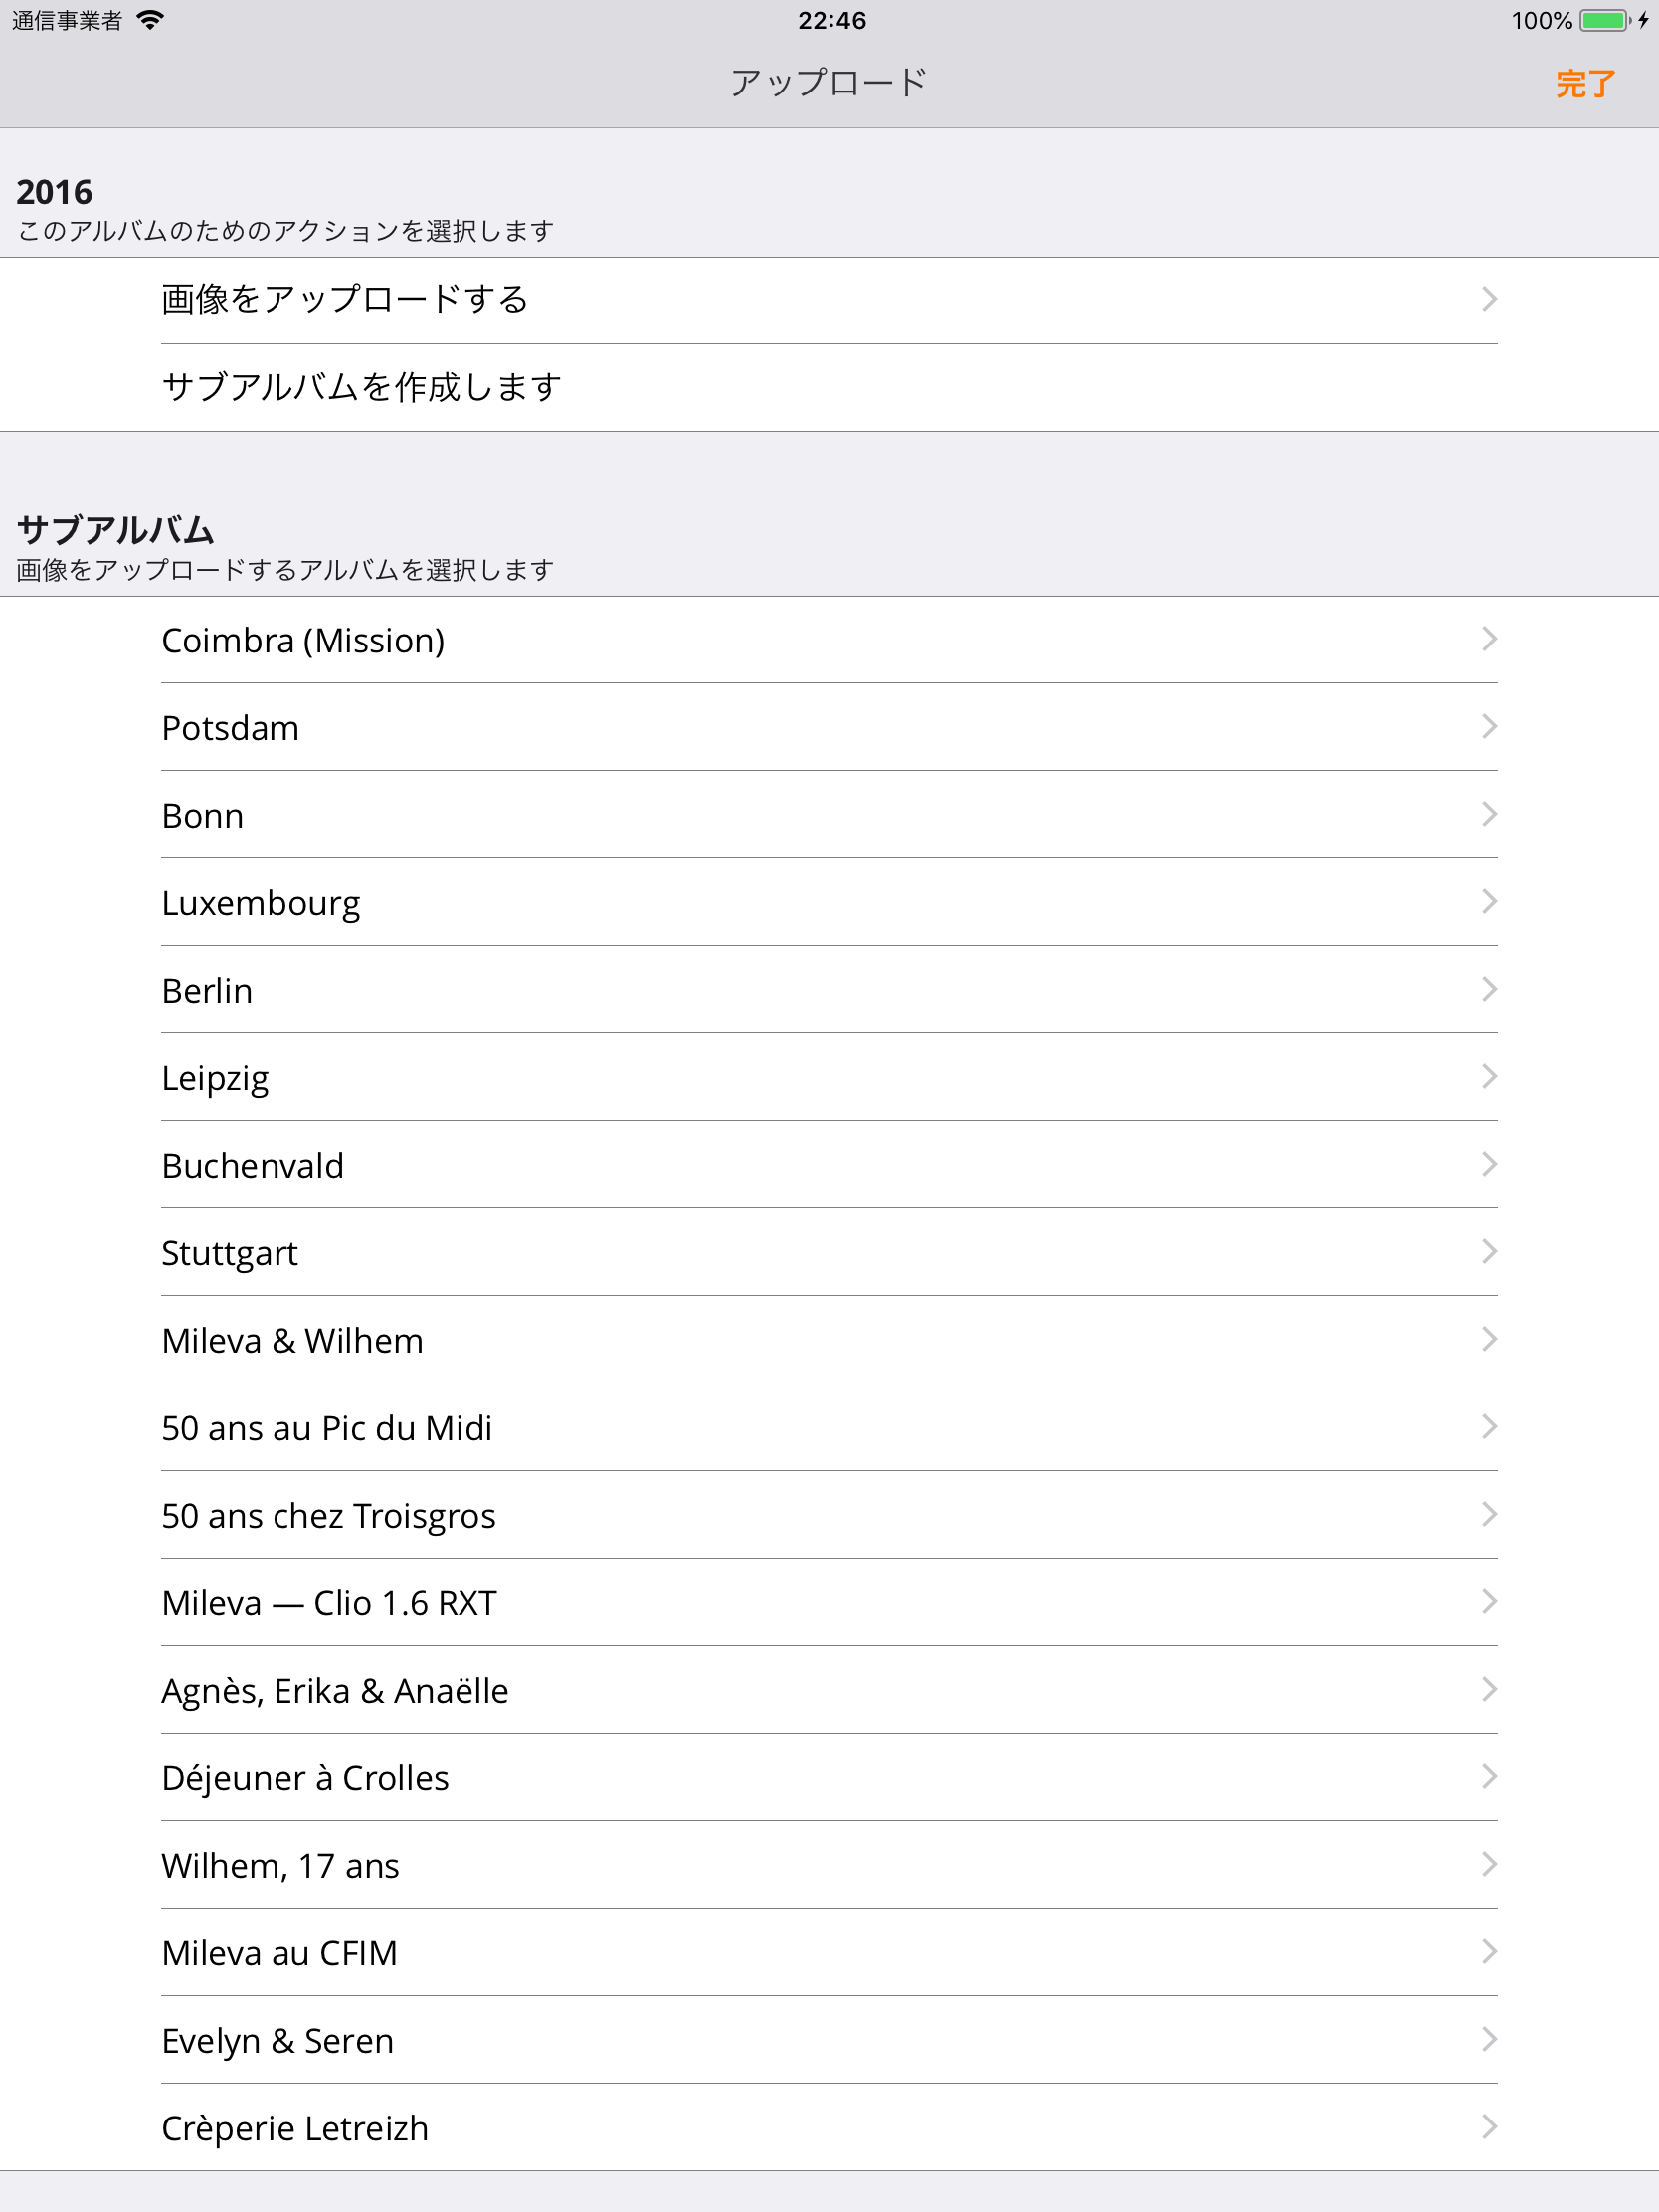 通信事業者 22:46 100%
アップロード 完了
2016
このアルバムのためのアクションを選択します
画像をアップロードする
サブアルバムを作成します
サブアルバム
画像をアップロードするアルバムを選択します
Coimbra (Mission)
Potsdam
Bonn
Luxembourg
Berlin
Leipzig
Buchenvald
Stuttgart
Mileva & Wilhem
50 ans au Pic du Midi
50 ans chez Troisgros
Mileva — Clio 1.6 RXT
Agnès, Erika & Anaëlle
Déjeuner à Crolles
Wilhem, 17 ans
Mileva au CFIM
Evelyn & Seren
Crèperie Letreizh